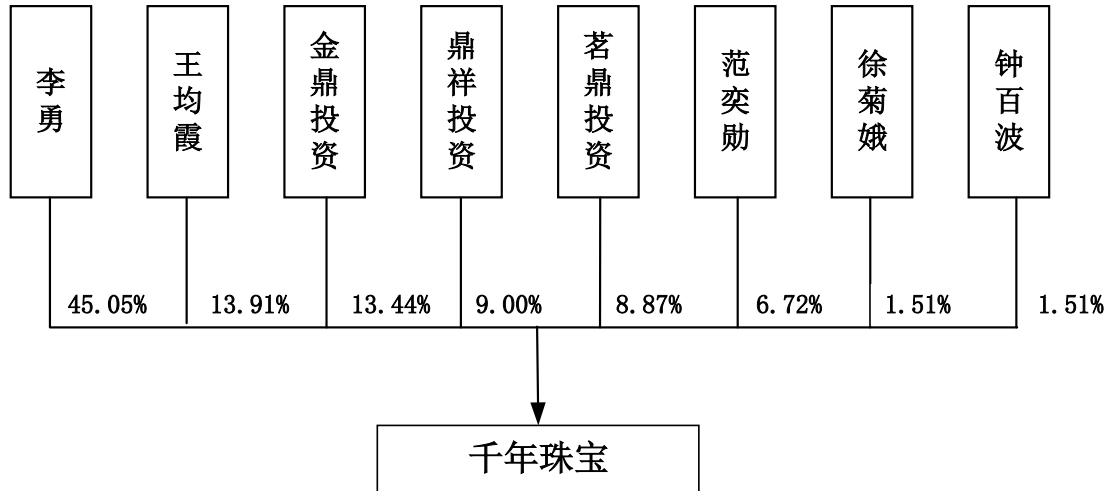 李勇
王均霞
金鼎投资
鼎祥投资
茗鼎投资
范奕勋
徐菊娥
钟百波
45.05%
13.91%
13.44%
9.00%
8.87%
6.72%
1.51%
1.51%
千年珠宝